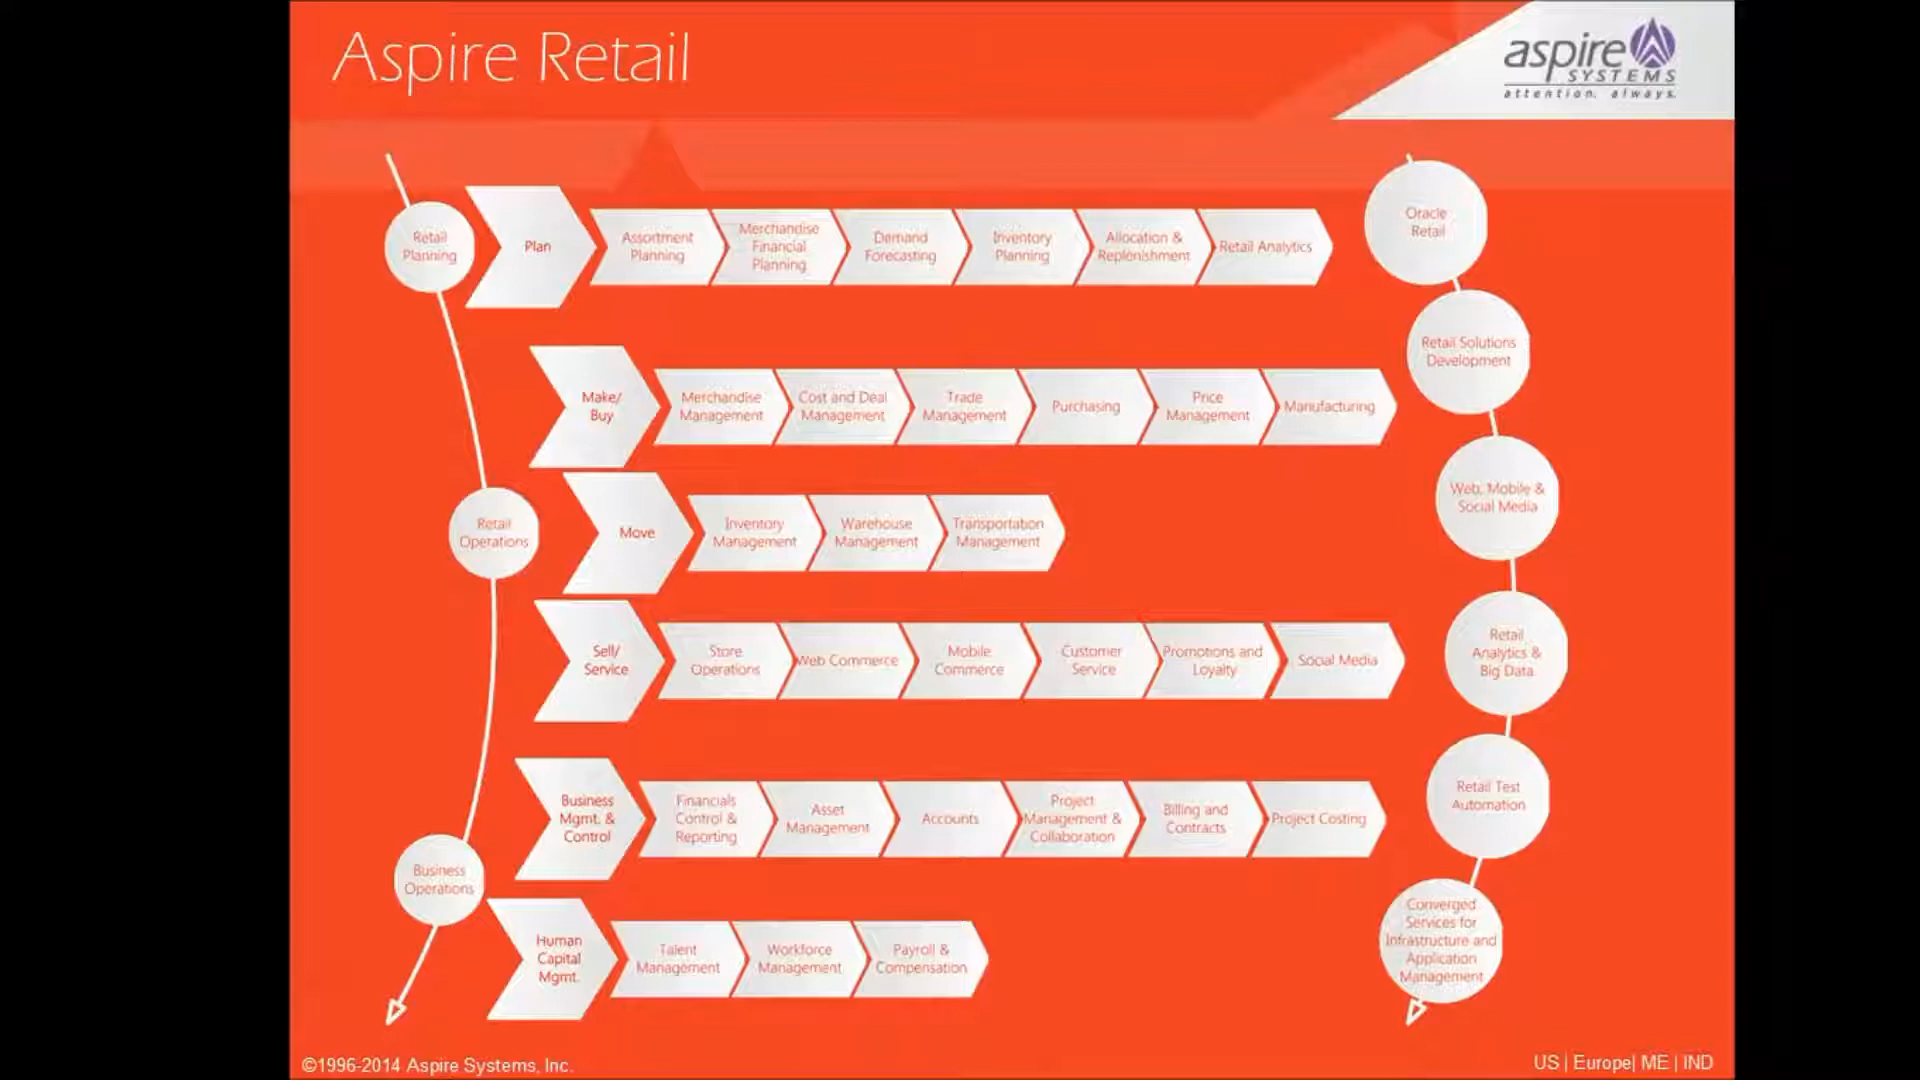 Aspire Retail
aspire
SYSTEMS
attention. always.
Retail
Planning
Plan
Assortment
Planning
Merchandise
Financial
Planning
Demand
Forecasting
Inventory
Planning
Allocation &
Replenishment
Retail Analytics
Oracle
Retail
Retail Solutions
Development
Make/
Buy
Merchandise
Management
Cost and Deal
Management
Trade
Management
Purchasing
Price
Management
Manufacturing
Web, Mobile &
Social Media
Retail
Operations
Move
Inventory
Management
Warehouse
Management
Transportation
Management
Sell/
Service
Store
Operations
Web Commerce
Mobile
Commerce
Customer
Service
Promotions and
Loyalty
Social Media
Retail
Analytics &
Big Data
Retail Test
Automation
Business
Operations
Business
Mgmt. &
Control
Financials
Control &
Reporting
Asset
Management
Accounts
Project
Management &
Collaboration
Billing and
Contracts
Project Costing
Human
Capital
Mgmt.
Talent
Management
Workforce
Management
Payroll &
Compensation
Converged
Services for
Infrastructure and
Application
Management
©1996-2014 Aspire Systems, Inc.
US | Europe| ME | IND